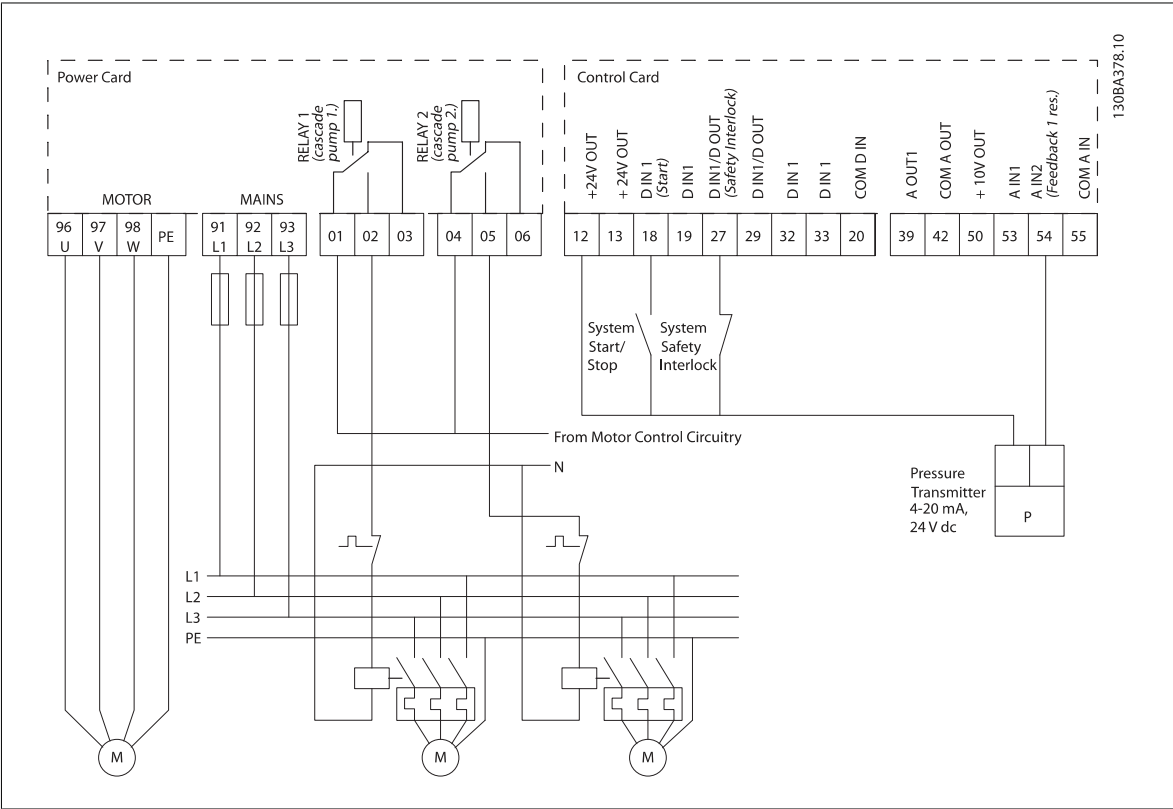 130BA378.10
Power Card
Control Card
RELAY 1
(cascade
pump 1.)
RELAY 2
(cascade
pump 2.)
+24V OUT
+ 24V OUT
D IN 1
(Start)
D IN1
D IN1/D OUT
(Safety Interlock)
D IN1/D OUT
D IN 1
D IN 1
COM D IN
A OUT1
COM A OUT
+ 10V OUT
A IN1
A IN2
(Feedback 1 res.)
COM A IN
MOTOR
MAINS
96 97 98 PE
U V W
91 92 93
L1 L2 L3
01 02 03
04 05 06
12 13 18 19 27 29 32 33 20
39 42 50 53 54 55
System
Start/
Stop
System
Safety
Interlock
From Motor Control Circuitry
N
Pressure
Transmitter
4-20 mA,
24 V dc
P
L1
L2
L3
PE
M
M
M